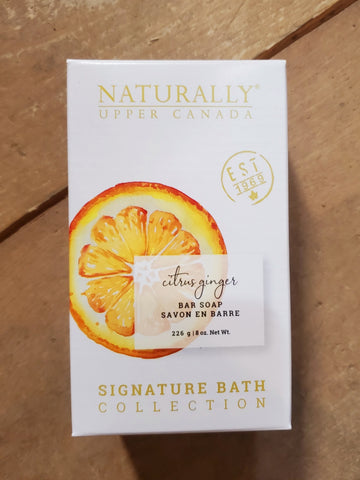 NATURALLY®
UPPER CANADA
EST
1969
citrus ginger
BAR SOAP
SAVON EN BARRE
226 g | 8 oz. Net Wt.
SIGNATURE BATH
COLLECTION